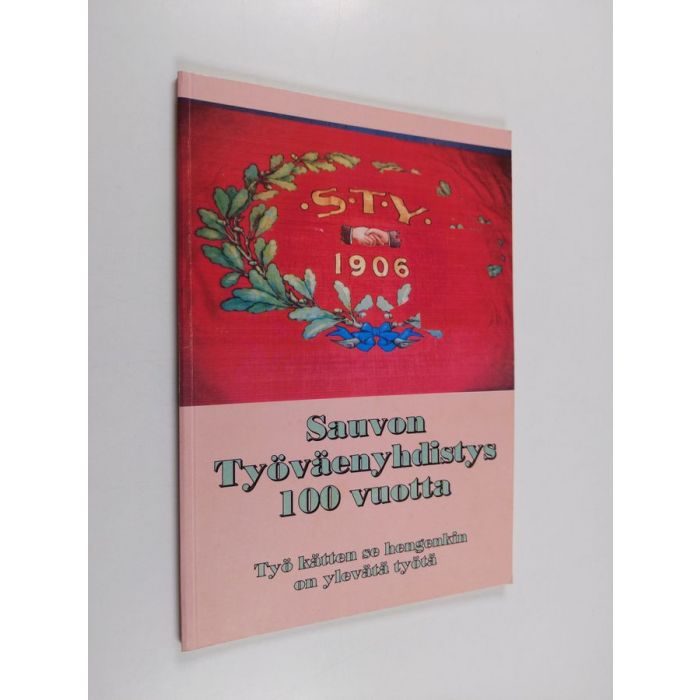 ·S·T·Y·
1906
Sauvon
Työväenyhdistys
100 vuotta
Työ kätten se hengenkin
on ylevätä työtä